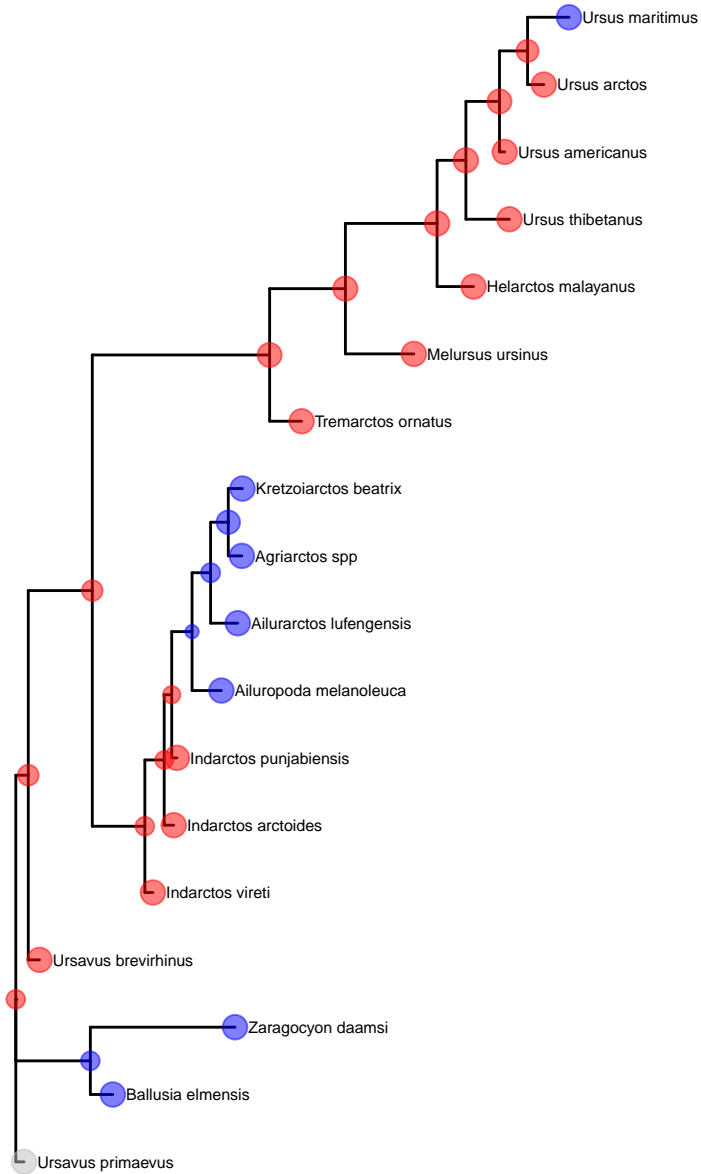 Ursus maritimus
Ursus arctos
Ursus americanus
Ursus thibetanus
Helarctos malayanus
Melursus ursinus
Tremarctos ornatus
Kretzoiarctos beatrix
Agriarctos spp
Ailurarctos lufengensis
Ailuropoda melanoleuca
Indarctos punjabiensis
Indarctos arctoides
Indarctos vireti
Ursavus brevirhinus
Zaragocyon daamsi
Ballusia elmensis
Ursavus primaevus